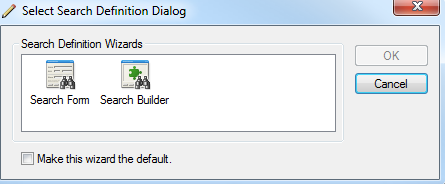 Select Search Definition Dialog
Search Definition Wizards
OK
Search Form Search Builder
Cancel
Make this wizard the default.